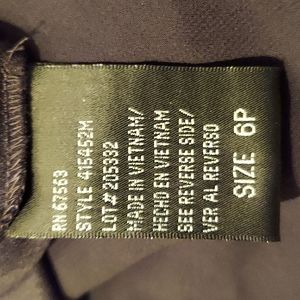 RN 67563
STYLE 415452M
LOT# 205332
MADE IN VIETNAM/
HECHO EN VIETNAM
SEE REVERSE SIDE/
VER AL REVERSO
SIZE 6P